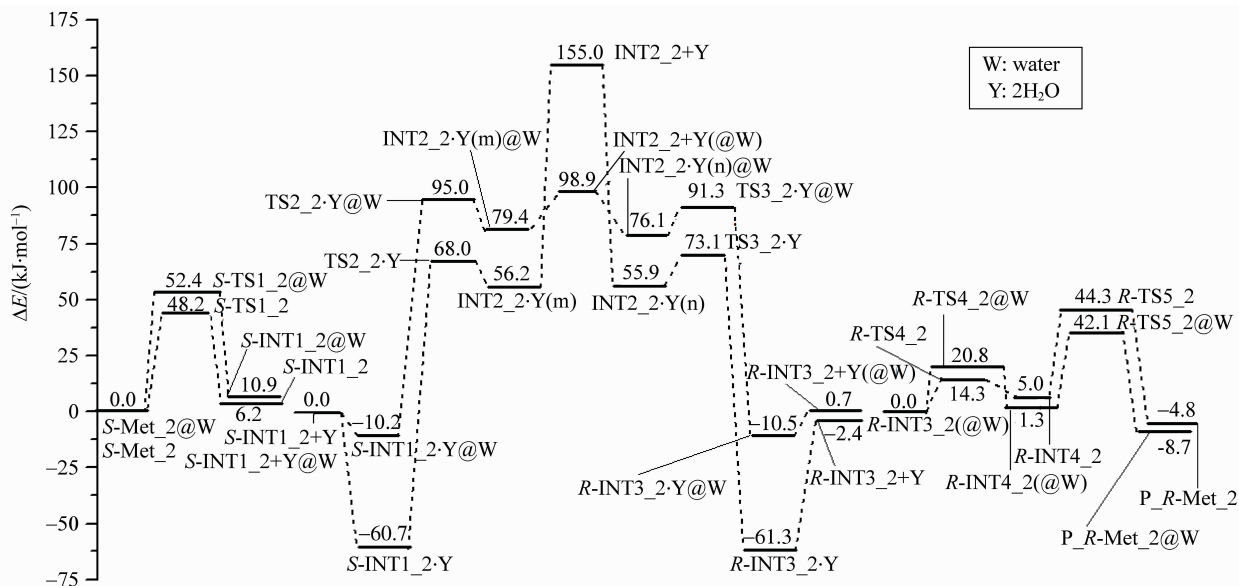 175
150
125
100
75
50
25
0
−25
−50
−75
ΔE/(kJ·mol⁻¹)
W: water
Y: 2H₂O
155.0 INT2_2+Y
INT2_2·Y(m)@W
INT2_2+Y(@W)
INT2_2·Y(n)@W
98.9
TS2_2·Y@W
95.0
79.4
76.1
91.3
TS3_2·Y@W
TS2_2·Y
68.0
56.2
55.9
73.1
TS3_2·Y
INT2_2·Y(m)
INT2_2·Y(n)
52.4 S-TS1_2@W
48.2 S-TS1_2
S-INT1_2@W
S-INT1_2
10.9
6.2
0.0
S-Met_2@W
S-Met_2
0.0
S-INT1_2+Y
S-INT1_2+Y@W
−10.2
S-INT1_2·Y@W
−60.7
S-INT1_2·Y
−10.5
R-INT3_2·Y@W
−61.3
R-INT3_2·Y
R-INT3_2+Y(@W)
0.7
−2.4
R-INT3_2+Y
0.0
R-INT3_2(@W)
R-TS4_2@W
R-TS4_2
20.8
14.3
5.0
1.3
R-INT4_2
R-INT4_2(@W)
44.3 R-TS5_2
42.1 R-TS5_2@W
−4.8
-8.7
P_R-Met_2
P_R-Met_2@W